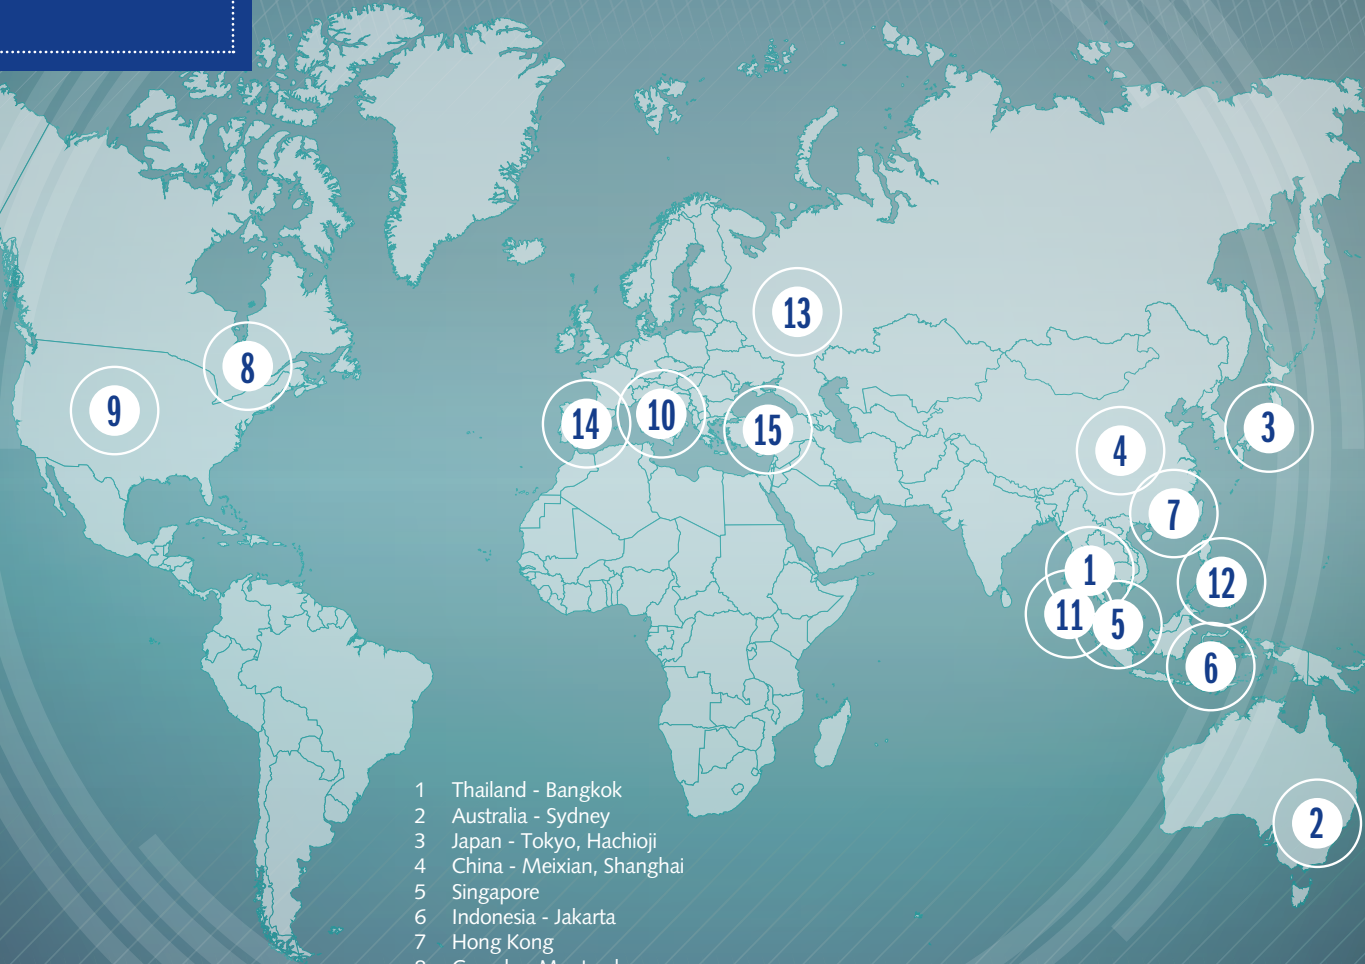 8
13
9
14
10
15
3
4
7
1
12
11
5
6
2
1 Thailand - Bangkok
2 Australia - Sydney
3 Japan - Tokyo, Hachioji
4 China - Meixian, Shanghai
5 Singapore
6 Indonesia - Jakarta
7 Hong Kong